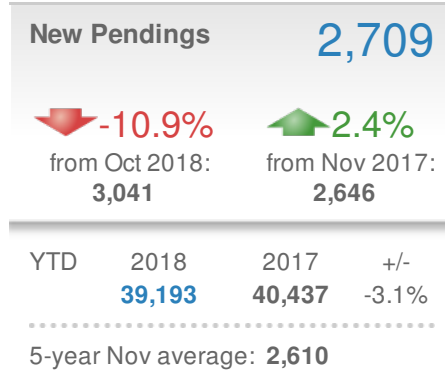 New Pendings 2,709
-10.9% 2.4%
from Oct 2018: from Nov 2017:
3,041 2,646
YTD 2018 2017 +/-
39,193 40,437 -3.1%
5-year Nov average: 2,610